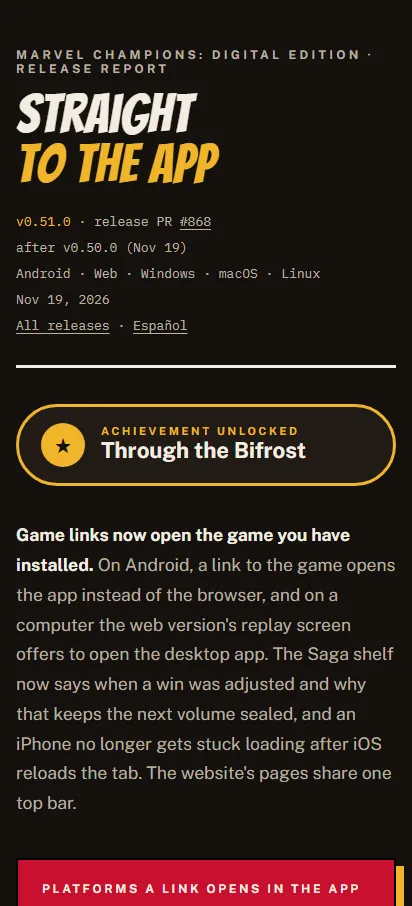 MARVEL CHAMPIONS: DIGITAL EDITION ·
RELEASE REPORT
STRAIGHT
TO THE APP
v0.51.0 · release PR #868
after v0.50.0 (Nov 19)
Android · Web · Windows · macOS · Linux
Nov 19, 2026
All releases · Español
ACHIEVEMENT UNLOCKED
Through the Bifrost
Game links now open the game you have
installed. On Android, a link to the game opens
the app instead of the browser, and on a
computer the web version's replay screen
offers to open the desktop app. The Saga shelf
now says when a win was adjusted and why
that keeps the next volume sealed, and an
iPhone no longer gets stuck loading after iOS
reloads the tab. The website's pages share one
top bar.
PLATFORMS A LINK OPENS IN THE APP